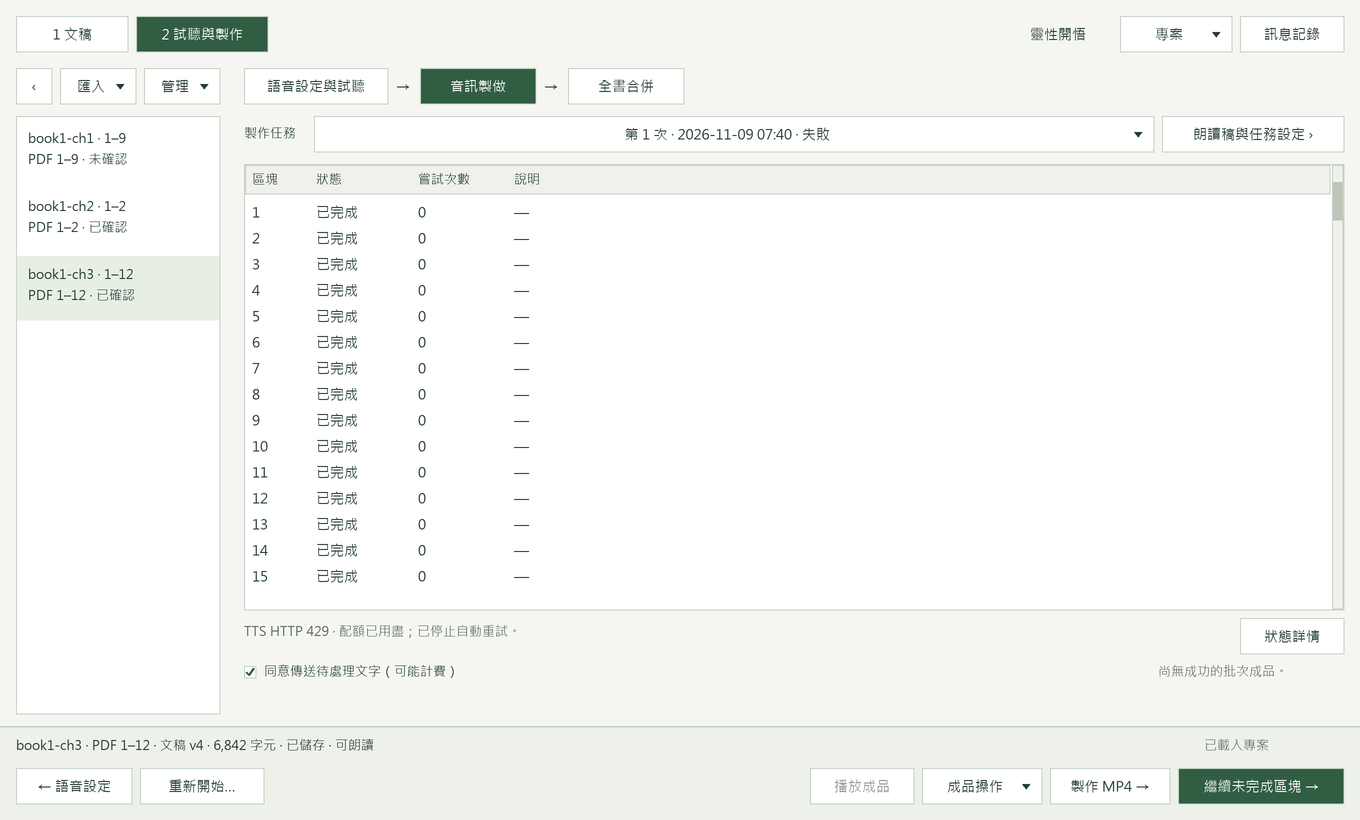 1 文稿
2 試聽與製作
靈性開悟
專案
訊息記錄
‹
匯入
管理
語音設定與試聽
→
音訊製做
→
全書合併
book1-ch1 · 1–9
PDF 1–9 · 未確認
book1-ch2 · 1–2
PDF 1–2 · 已確認
book1-ch3 · 1–12
PDF 1–12 · 已確認
製作任務
第 1 次 · 2026-11-09 07:40 · 失敗
朗讀稿與任務設定 ›
區塊 狀態 嘗試次數 說明
1 已完成 0 —
2 已完成 0 —
3 已完成 0 —
4 已完成 0 —
5 已完成 0 —
6 已完成 0 —
7 已完成 0 —
8 已完成 0 —
9 已完成 0 —
10 已完成 0 —
11 已完成 0 —
12 已完成 0 —
13 已完成 0 —
14 已完成 0 —
15 已完成 0 —
TTS HTTP 429 · 配額已用盡；已停止自動重試。
狀態詳情
同意傳送待處理文字（可能計費）
尚無成功的批次成品。
book1-ch3 · PDF 1–12 · 文稿 v4 · 6,842 字元 · 已儲存 · 可朗讀
已載入專案
← 語音設定
重新開始...
播放成品
成品操作
製作 MP4 →
繼續未完成區塊 →